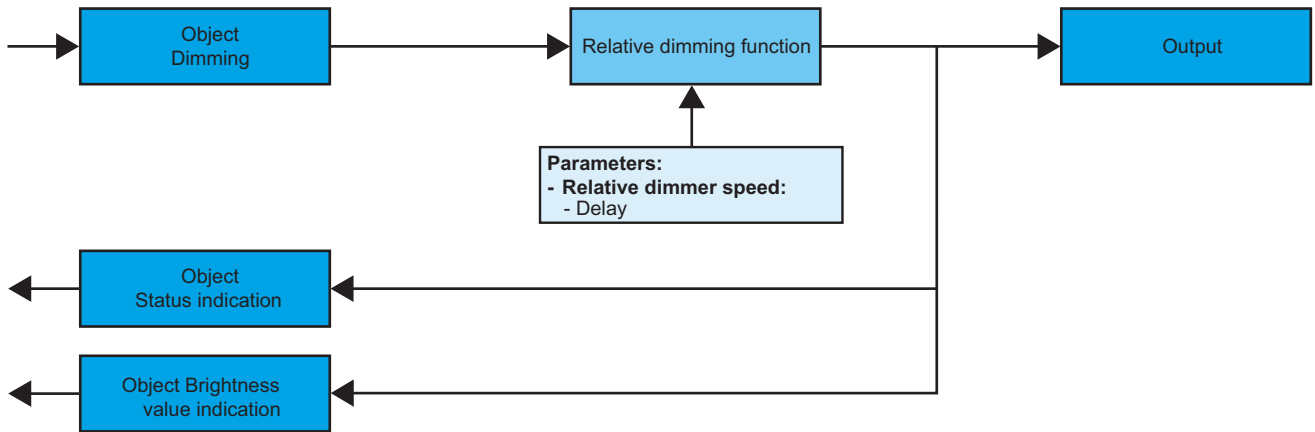 Object
Dimming
Relative dimming function
Output
Parameters:
- Relative dimmer speed:
- Delay
Object
Status indication
Object Brightness
value indication